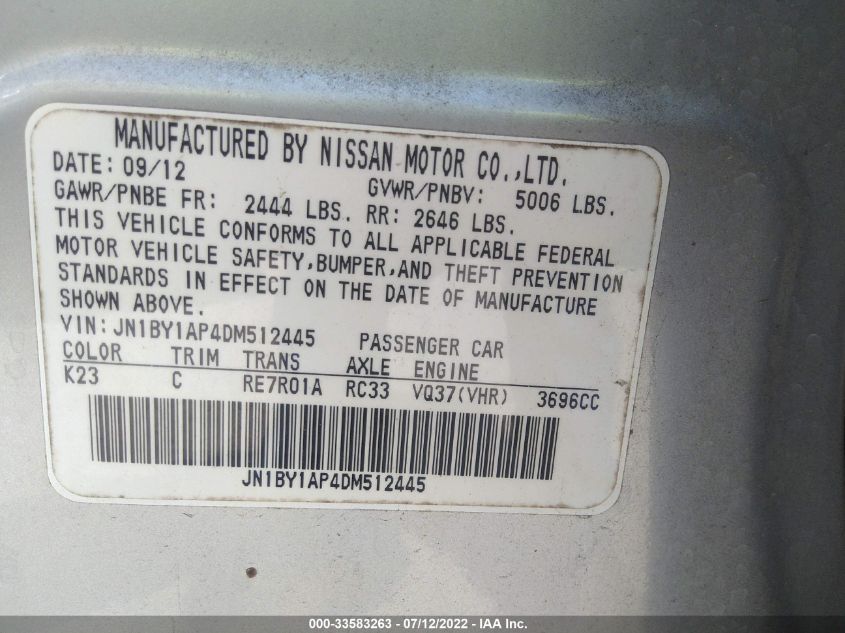 MANUFACTURED BY NISSAN MOTOR CO.,LTD.
DATE: 09/12 GVWR/PNBV: 5006 LBS.
GAWR/PNBE FR: 2444 LBS. RR: 2646 LBS.
THIS VEHICLE CONFORMS TO ALL APPLICABLE FEDERAL
MOTOR VEHICLE SAFETY,BUMPER,AND THEFT PREVENTION
STANDARDS IN EFFECT ON THE DATE OF MANUFACTURE
SHOWN ABOVE.
VIN: JN1BY1AP4DM512445 PASSENGER CAR
COLOR TRIM TRANS AXLE ENGINE
K23 C RE7R01A RC33 VQ37(VHR) 3696CC
JN1BY1AP4DM512445
000-33583263 - 07/12/2022 - IAAI Inc.